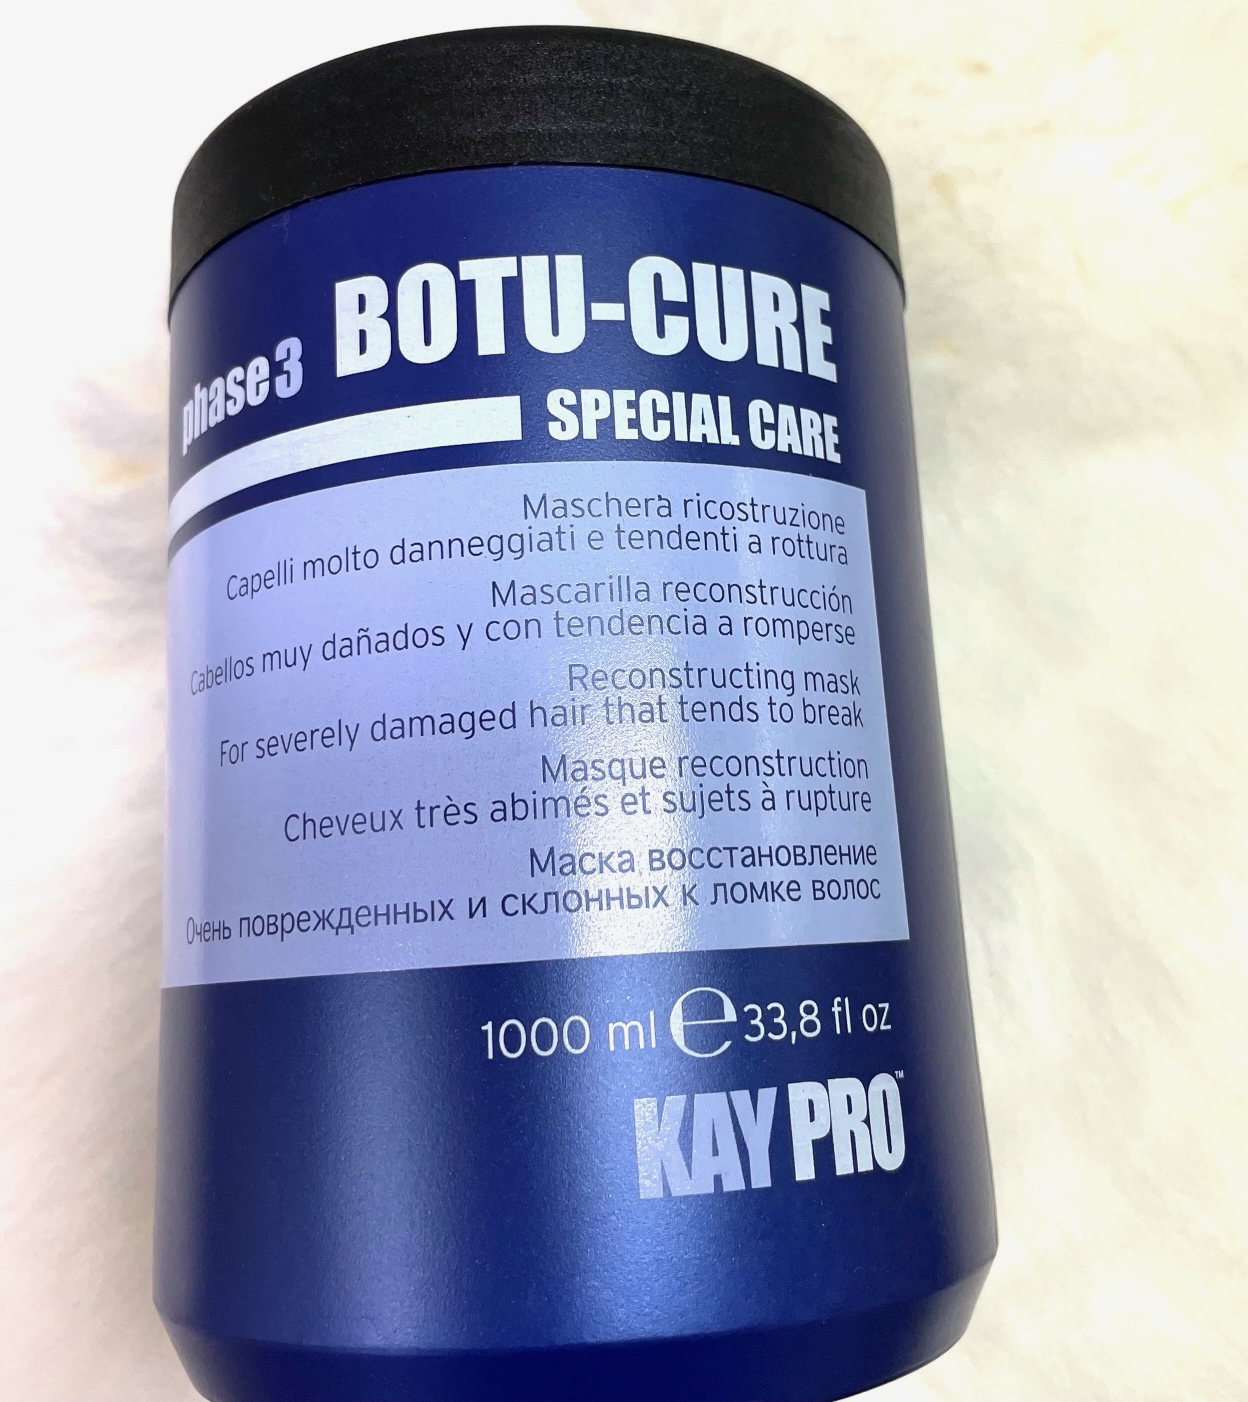 phase 3 BOTU-CURE
SPECIAL CARE
Maschera ricostruzione
Capelli molto danneggiati e tendenti a rottura
Mascarilla reconstrucción
Cabellos muy dañados y con tendencia a romperse
Reconstructing mask
For severely damaged hair that tends to break
Masque reconstruction
Cheveux très abimés et sujets à rupture
Маска восстановление
Очень поврежденных и склонных к ломке волос
1000 ml e 33,8 fl oz
KAY PRO™